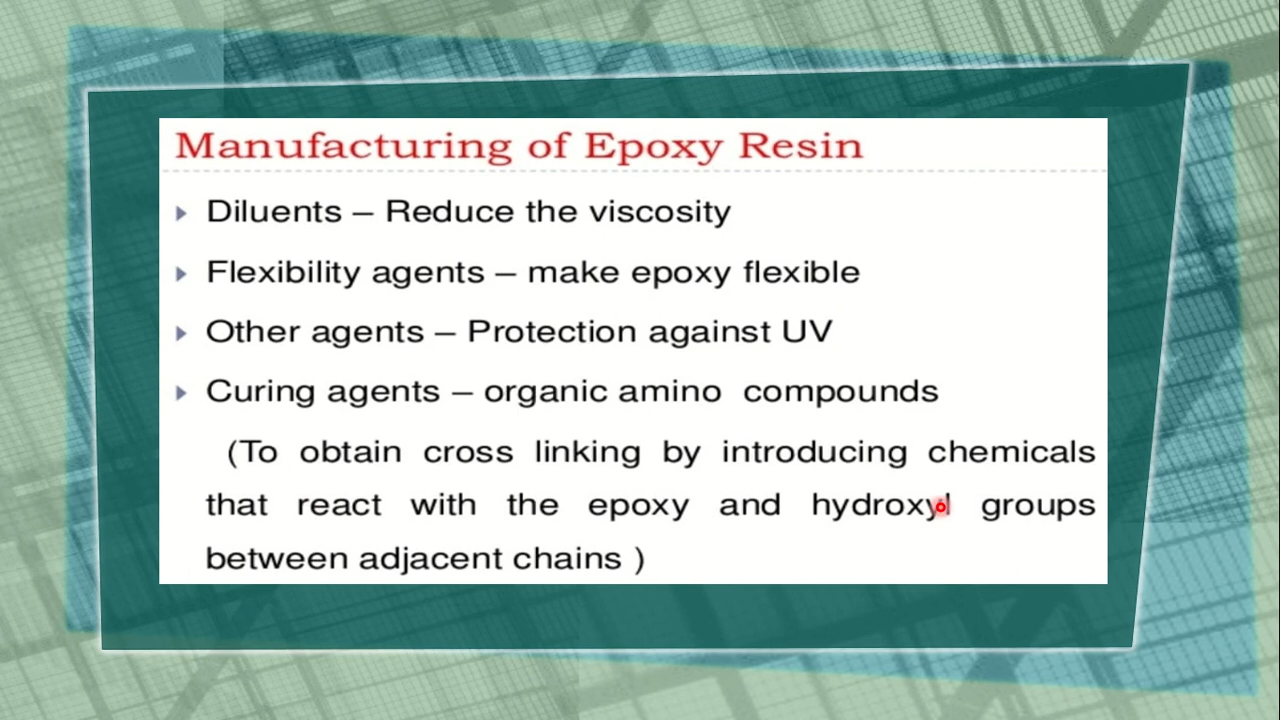 Manufacturing of Epoxy Resin
Diluents – Reduce the viscosity
Flexibility agents – make epoxy flexible
Other agents – Protection against UV
Curing agents – organic amino compounds
(To obtain cross linking by introducing chemicals
that react with the epoxy and hydroxyl groups
between adjacent chains )